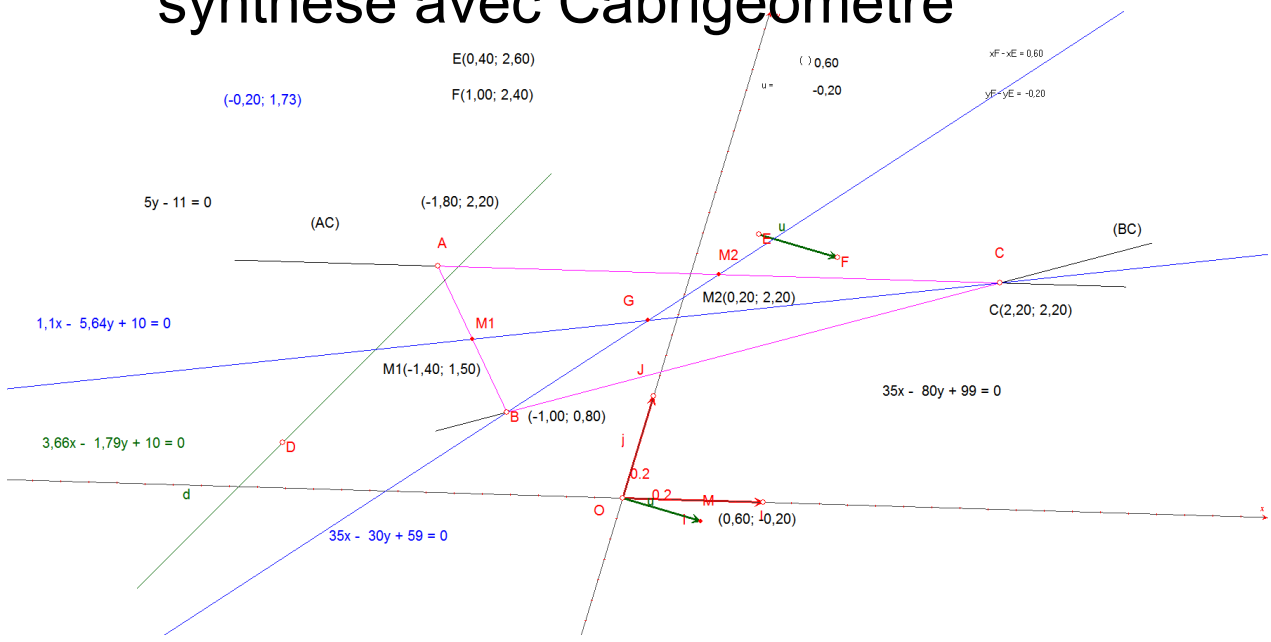 synthèse avec Cabrigéomètre
E(0,40; 2,60)
( ) 0,60
xF - xE = 0,60
u =
-0,20
F(1,00; 2,40)
yF - yE = -0,20
(-0,20; 1,73)
5y - 11 = 0
(-1,80; 2,20)
(AC)
(BC)
u
E
A
M2
C
F
M2(0,20; 2,20)
G
C(2,20; 2,20)
1,1x - 5,64y + 10 = 0
M1
M1(-1,40; 1,50)
J
35x - 80y + 99 = 0
B
(-1,00; 0,80)
3,66x - 1,79y + 10 = 0
D
j
0.2
0.2
M
d
u
O
i
(0,60; -0,20)
x
35x - 30y + 59 = 0